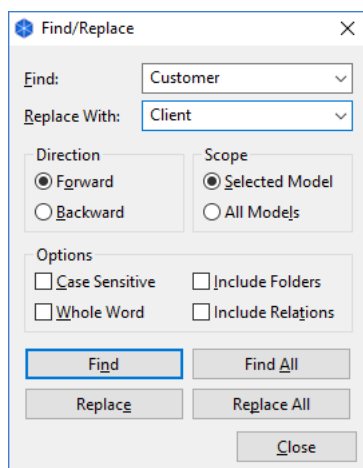 Find/Replace
Find: Customer
Replace With: Client
Direction Scope
Forward Selected Model
Backward All Models
Options
Case Sensitive Include Folders
Whole Word Include Relations
Find Find All
Replace Replace All
Close